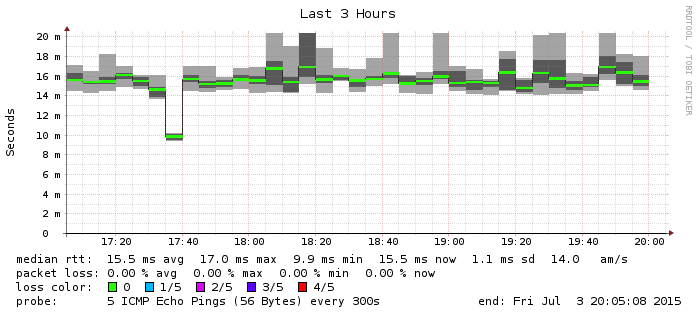 Last 3 Hours
RRDTOOL / TOBI OETIKER
Seconds
20 m
18 m
16 m
14 m
12 m
10 m
8 m
6 m
4 m
2 m
0
17:20 17:40 18:00 18:20 18:40 19:00 19:20 19:40 20:00
median rtt: 15.5 ms avg 17.0 ms max 9.9 ms min 15.5 ms now 1.1 ms sd 14.0 am/s
packet loss: 0.00 % avg 0.00 % max 0.00 % min 0.00 % now
loss color: 0 1/5 2/5 3/5 4/5
probe: 5 ICMP Echo Pings (56 Bytes) every 300s end: Fri Jul 3 20:05:08 2015